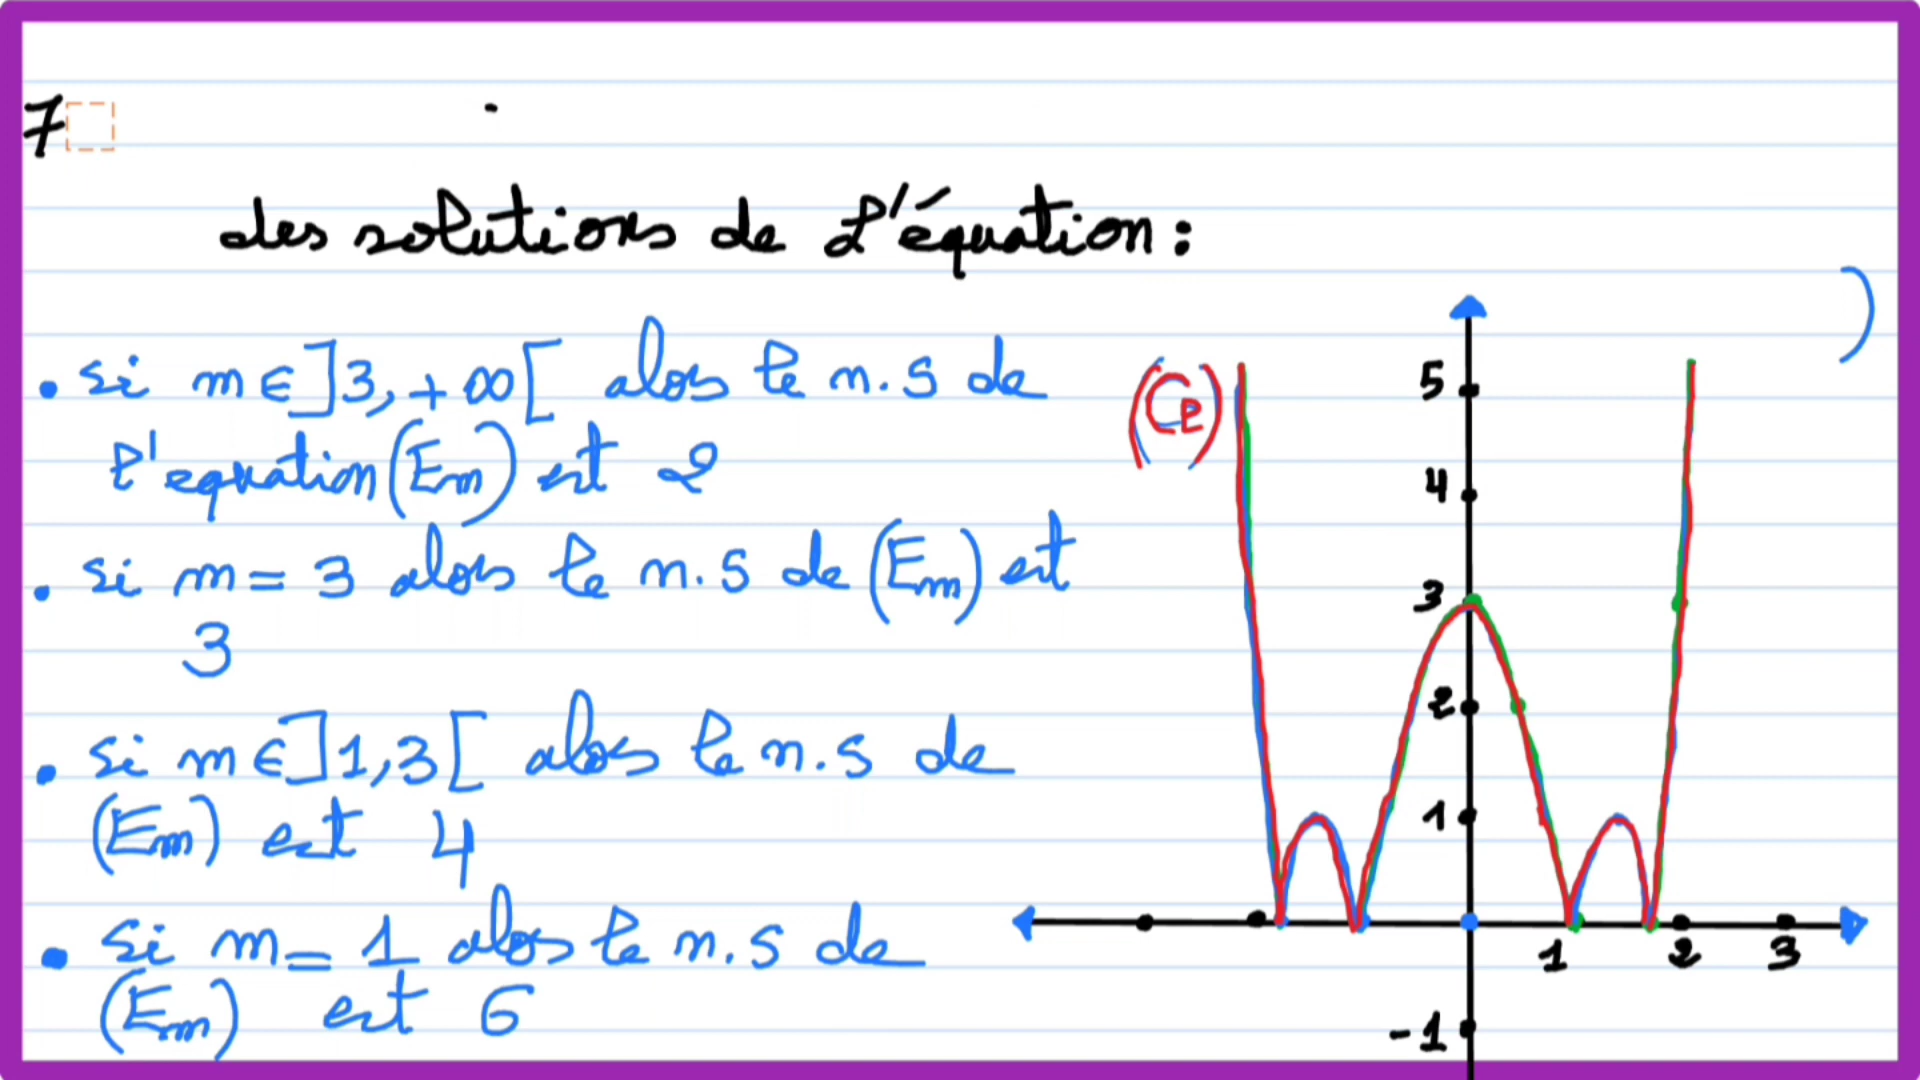 7
des solutions de l'équation:
• si m ∈ ]3, +∞[ alors le n.s de
l'equation (Em) est 2
• si m = 3 alors le n.s de (Em) est
3
• si m ∈ ]1,3[ alors le n.s de
(Em) est 4
• si m = 1 alors le n.s de
(Em) est 6
)
5
4
3
2
1
1 2 3
-1